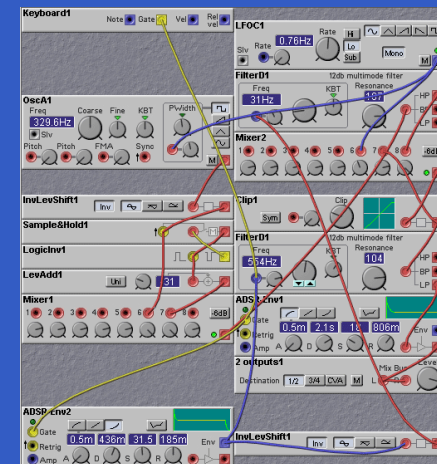 Keyboard1
Note Gate Vel Rel vel
LFOC1
0.76Hz
Rate
Rate
Hi
Lo
Sub
Slv
Mono
M
FilterD1
12db multimode filter
Freq
31Hz
KBT
Resonance
HP
BP
LP
OscA1
Freq
Coarse Fine KBT
PWidth
329.6Hz
Slv
Pitch Pitch FMA Sync
M
Mixer2
1 2 3 4 5 6 7 8 -6dB
InvLevShift1
Inv
Clip1
Clip
Sym
Sample&Hold1
LogicInv1
FilterD1
12db multimode filter
Freq
KBT
Resonance
104
HP
BP
LP
LevAdd1
Uni
Mixer1
1 2 3 4 5 6 7 8 -6dB
ADSR-Env1
Gate
Retrig
Amp
0.5m 2.1s 806m
A D S R
Env
2 outputs1
Destination 1/2 3/4 CVA M
Mix Bus
L R
ADSR-Env2
Gate
Retrig
Amp
0.5m 436m 31.5 185m
A D S R
Env
InvLevShift1
Inv